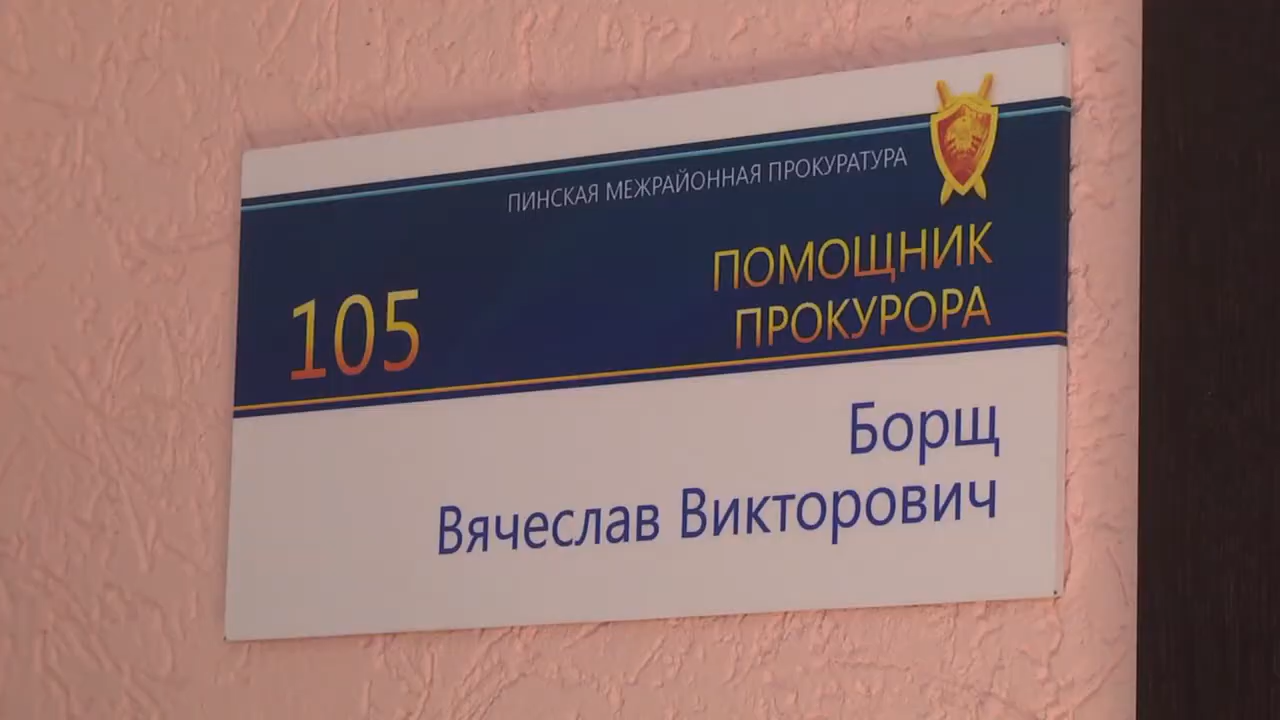 ПИНСКАЯ МЕЖРАЙОННАЯ ПРОКУРАТУРА
105
ПОМОЩНИК
ПРОКУРОРА
Борщ
Вячеслав Викторович